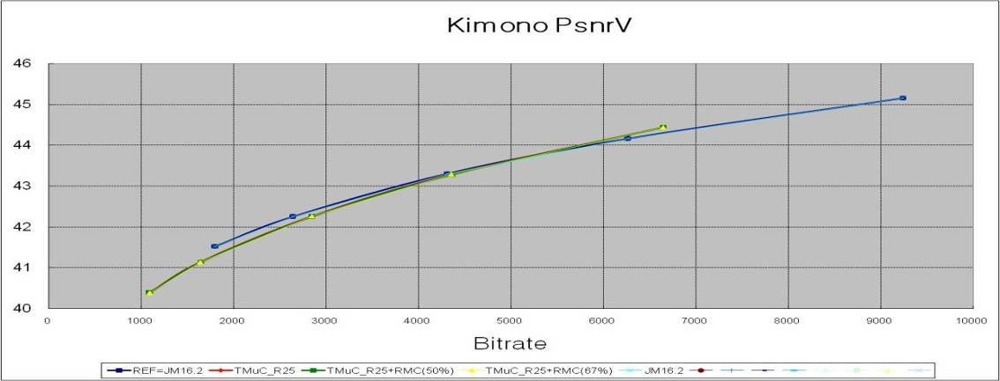 Kimono PsnrV
46
45
44
43
42
41
40
0 1000 2000 3000 4000 5000 6000 7000 8000 9000 10000
Bitrate
REF=JM16.2 TMuC_R25 TMuC_R25+RMC(50%) TMuC_R25+RMC(67%) JM16.2